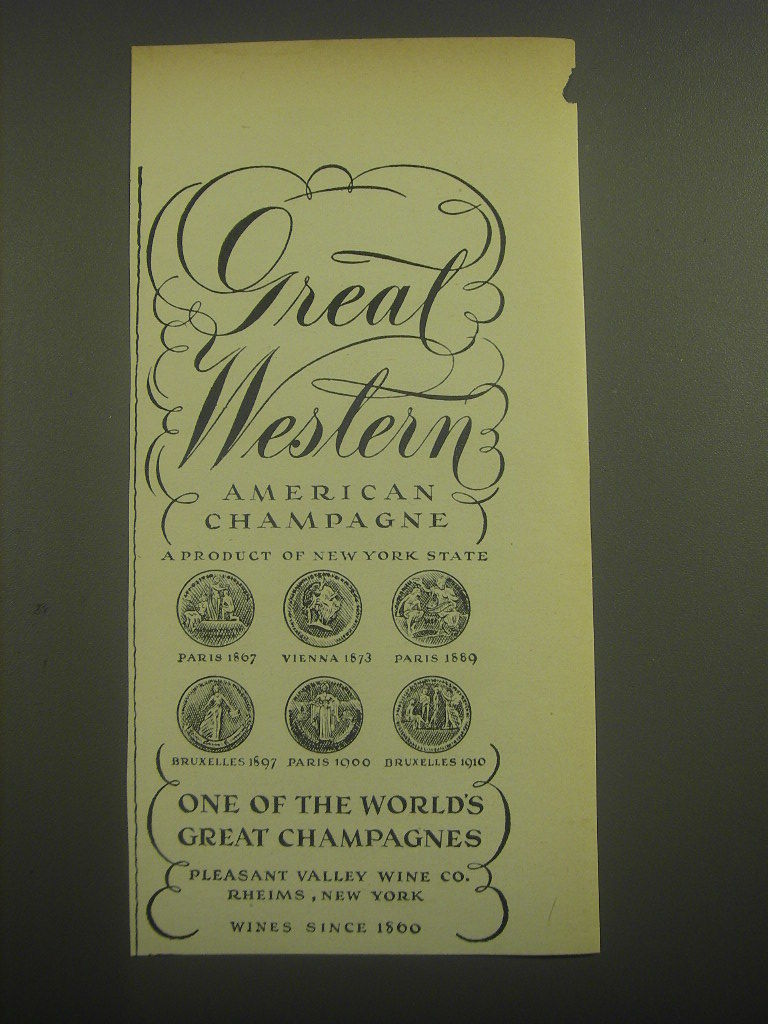 Great
Western
AMERICAN
CHAMPAGNE
A PRODUCT OF NEW YORK STATE
PARIS 1867 VIENNA 1873 PARIS 1889
BRUXELLES 1897 PARIS 1900 BRUXELLES 1910
ONE OF THE WORLD'S
GREAT CHAMPAGNES
PLEASANT VALLEY WINE CO.
RHEIMS, NEW YORK
WINES SINCE 1860